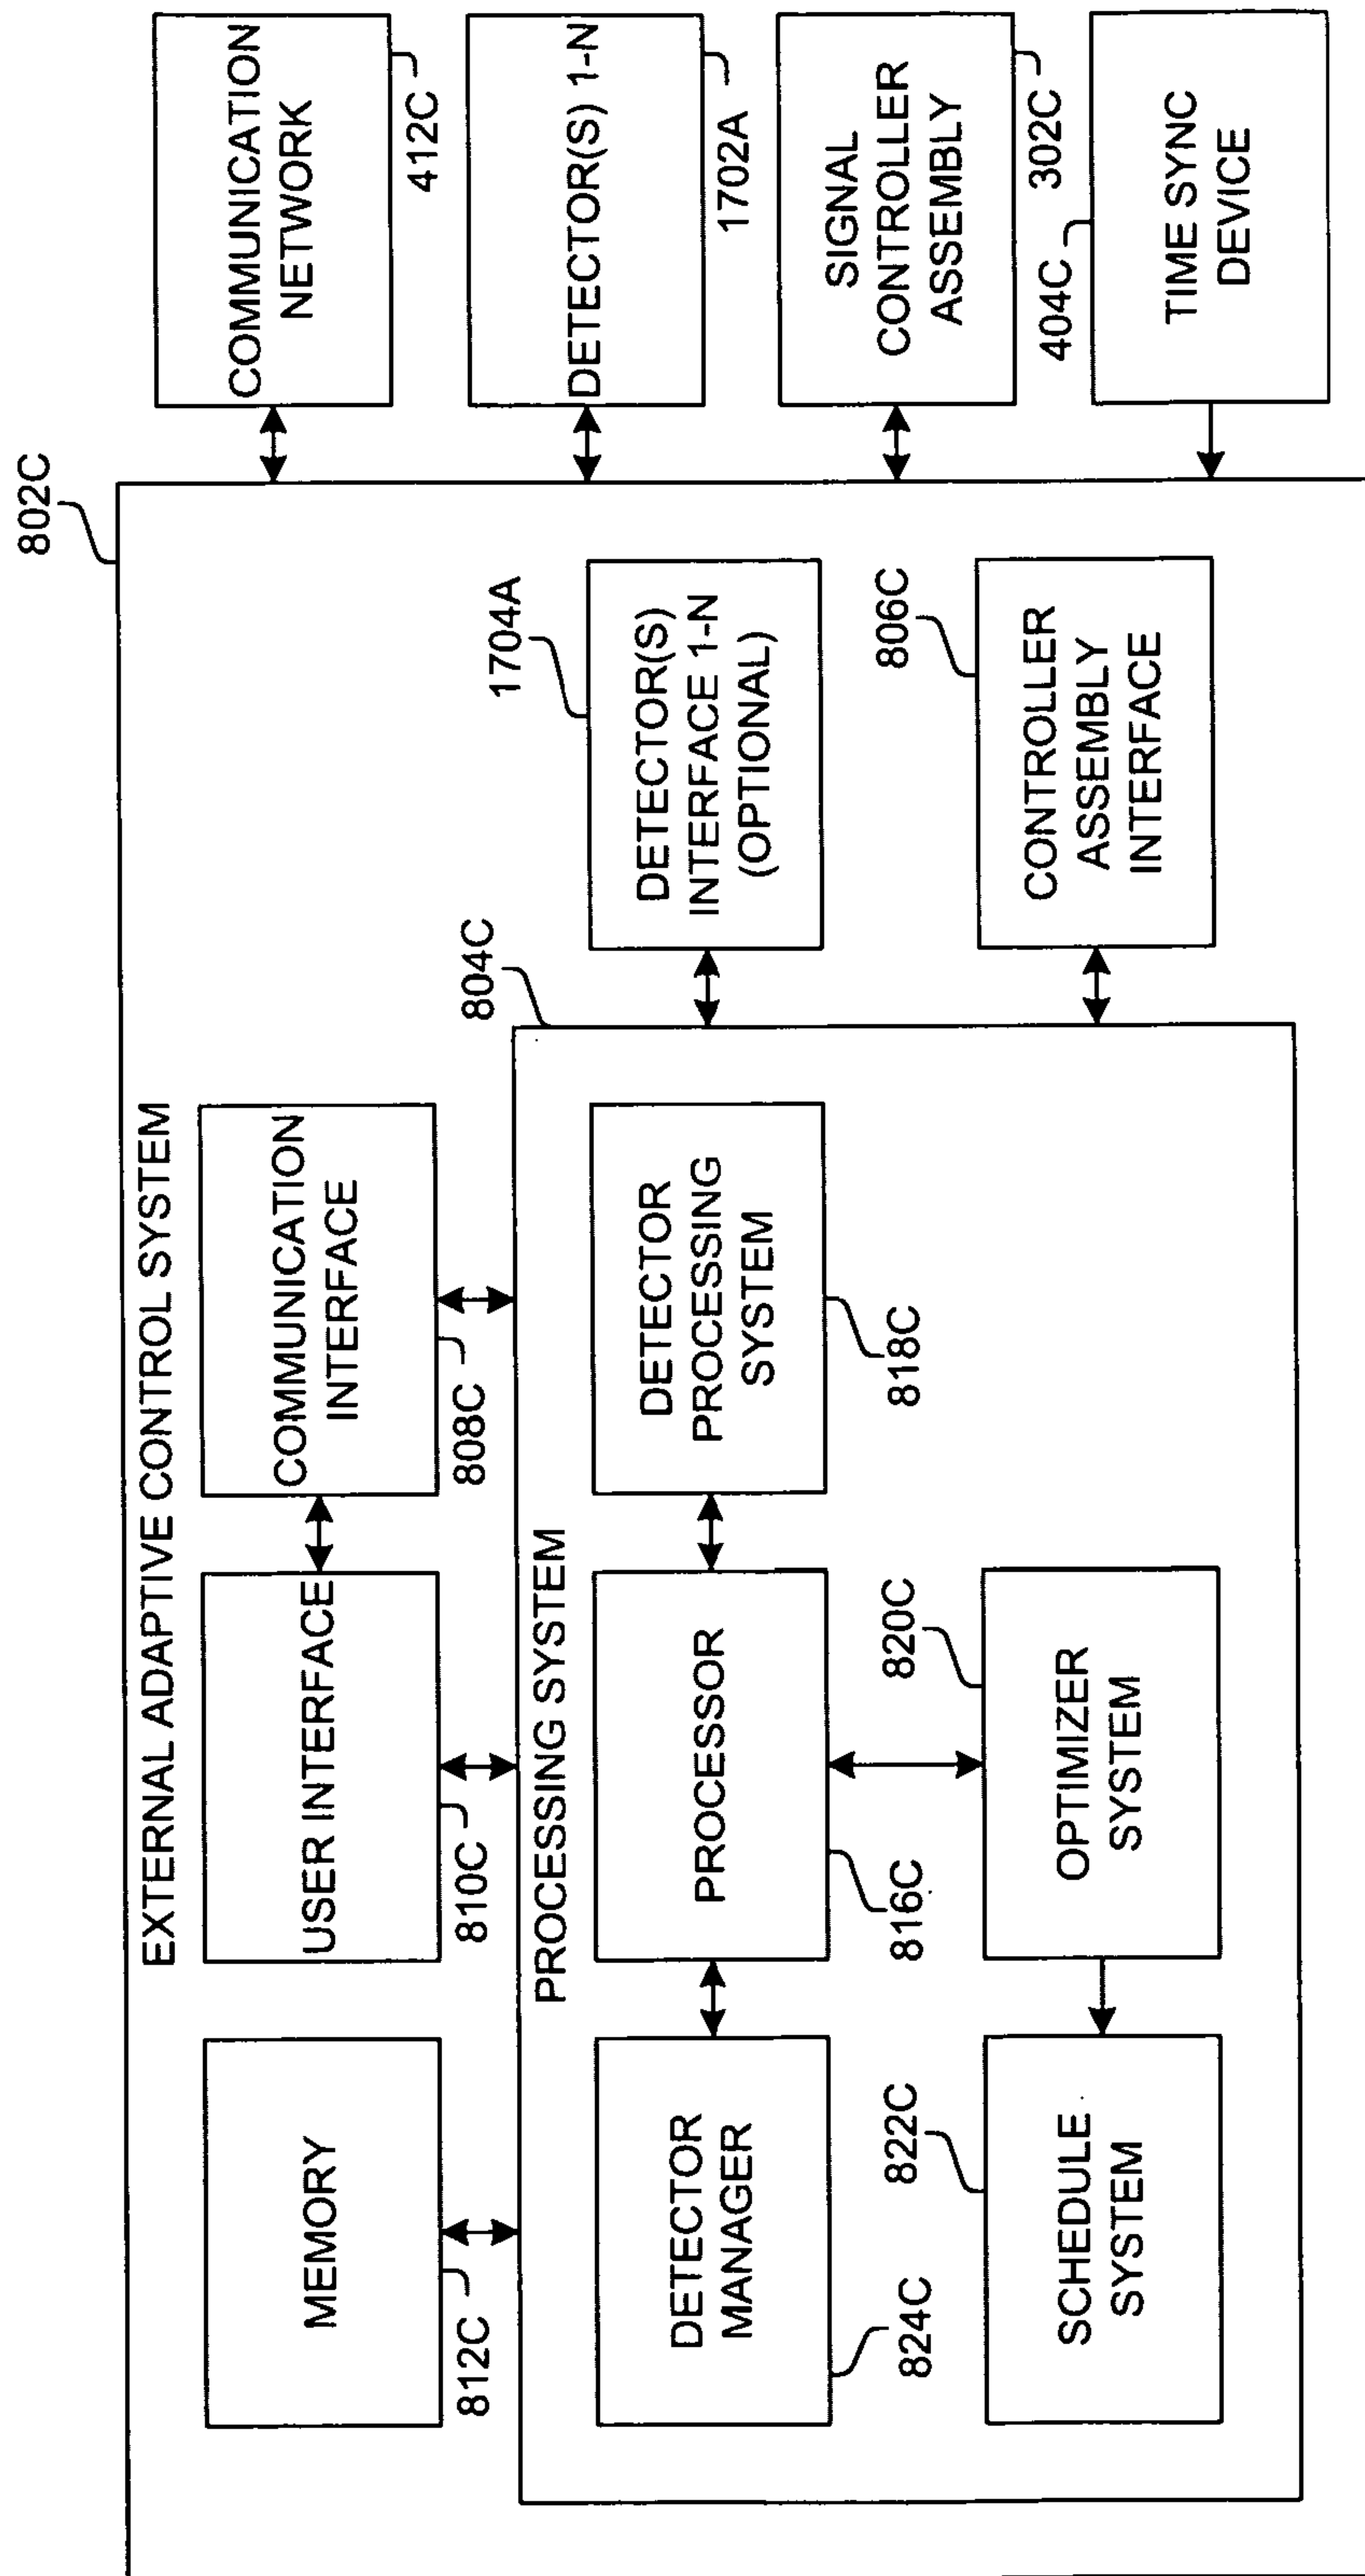 802C
EXTERNAL ADAPTIVE CONTROL SYSTEM
MEMORY
812C
USER INTERFACE
810C
COMMUNICATION
INTERFACE
808C
PROCESSING SYSTEM
804C
DETECTOR
MANAGER
824C
PROCESSOR
816C
DETECTOR
PROCESSING
SYSTEM
818C
SCHEDULE
SYSTEM
822C
OPTIMIZER
SYSTEM
820C
DETECTOR(S)
INTERFACE 1-N
(OPTIONAL)
1704A
CONTROLLER
ASSEMBLY
INTERFACE
806C
COMMUNICATION
NETWORK
412C
DETECTOR(S) 1-N
1702A
SIGNAL
CONTROLLER
ASSEMBLY
302C
TIME SYNC
DEVICE
404C